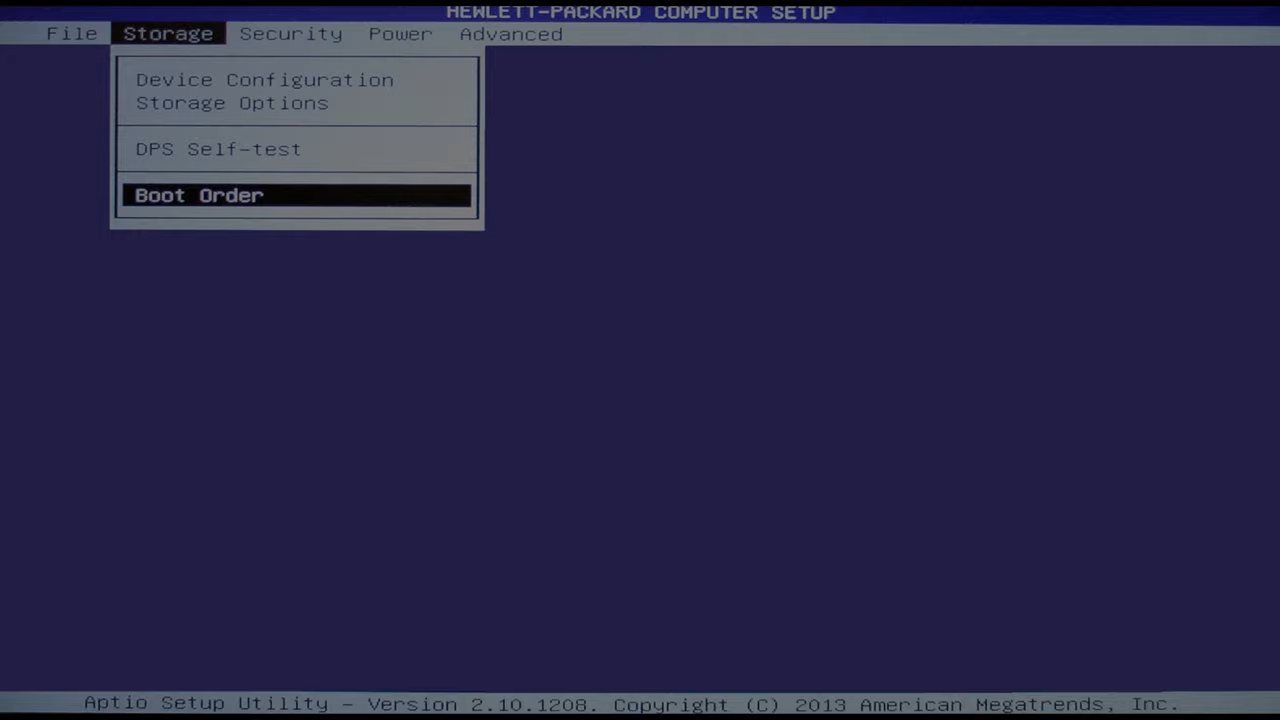 HEWLETT-PACKARD COMPUTER SETUP
File Storage Security Power Advanced
Device Configuration
Storage Options
DPS Self-test
Boot Order
Aptio Setup Utility - Version 2.10.1208. Copyright (C) 2013 American Megatrends, Inc.